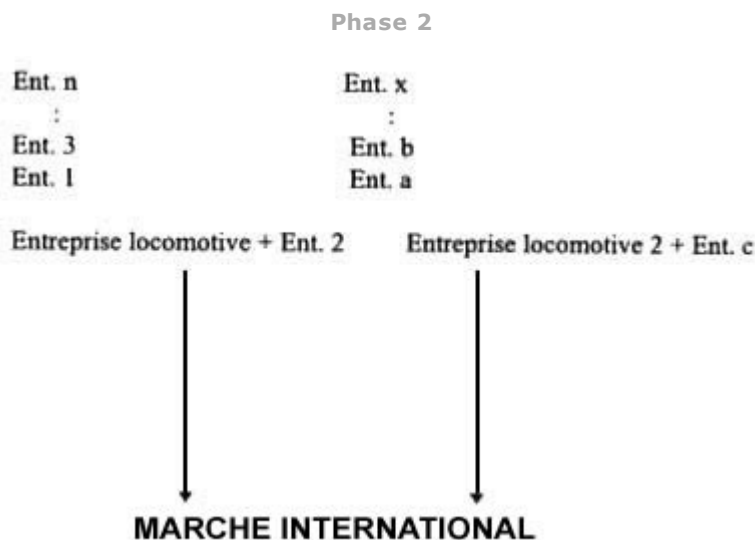 Phase 2
Ent. n
:
Ent. 3
Ent. 1
Entreprise locomotive + Ent. 2
Ent. x
:
Ent. b
Ent. a
Entreprise locomotive 2 + Ent. c
MARCHE INTERNATIONAL